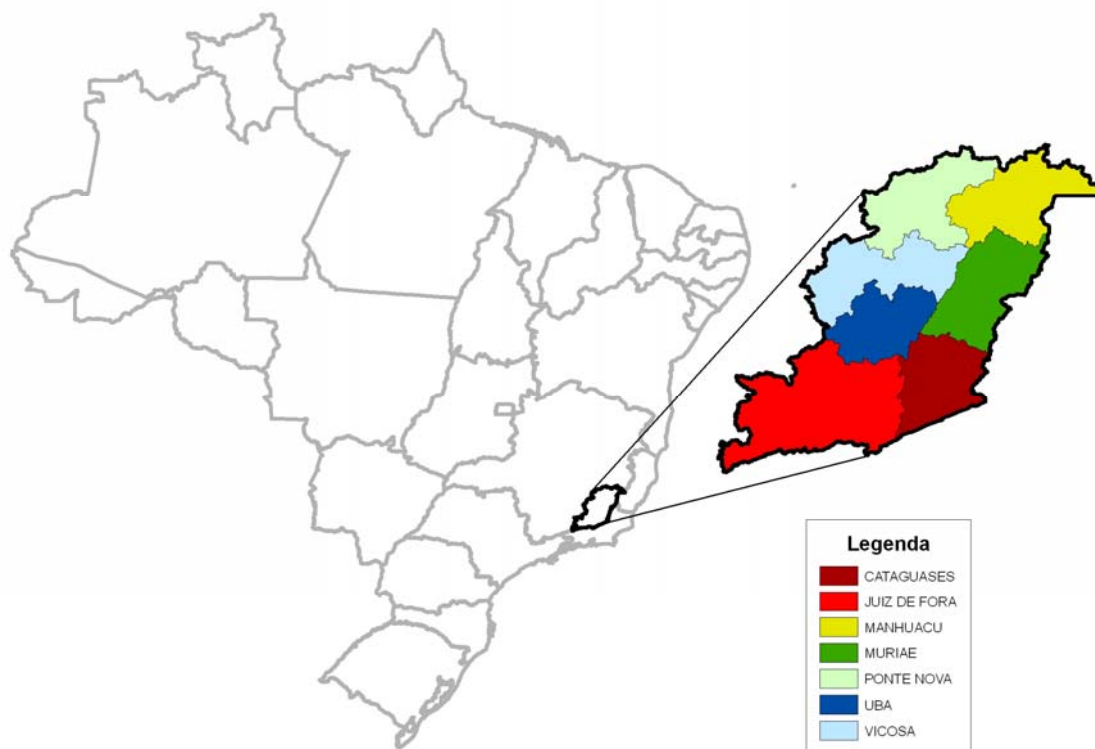 Legenda
CATAGUASES
JUIZ DE FORA
MANHUACU
MURIAE
PONTE NOVA
UBA
VICOSA